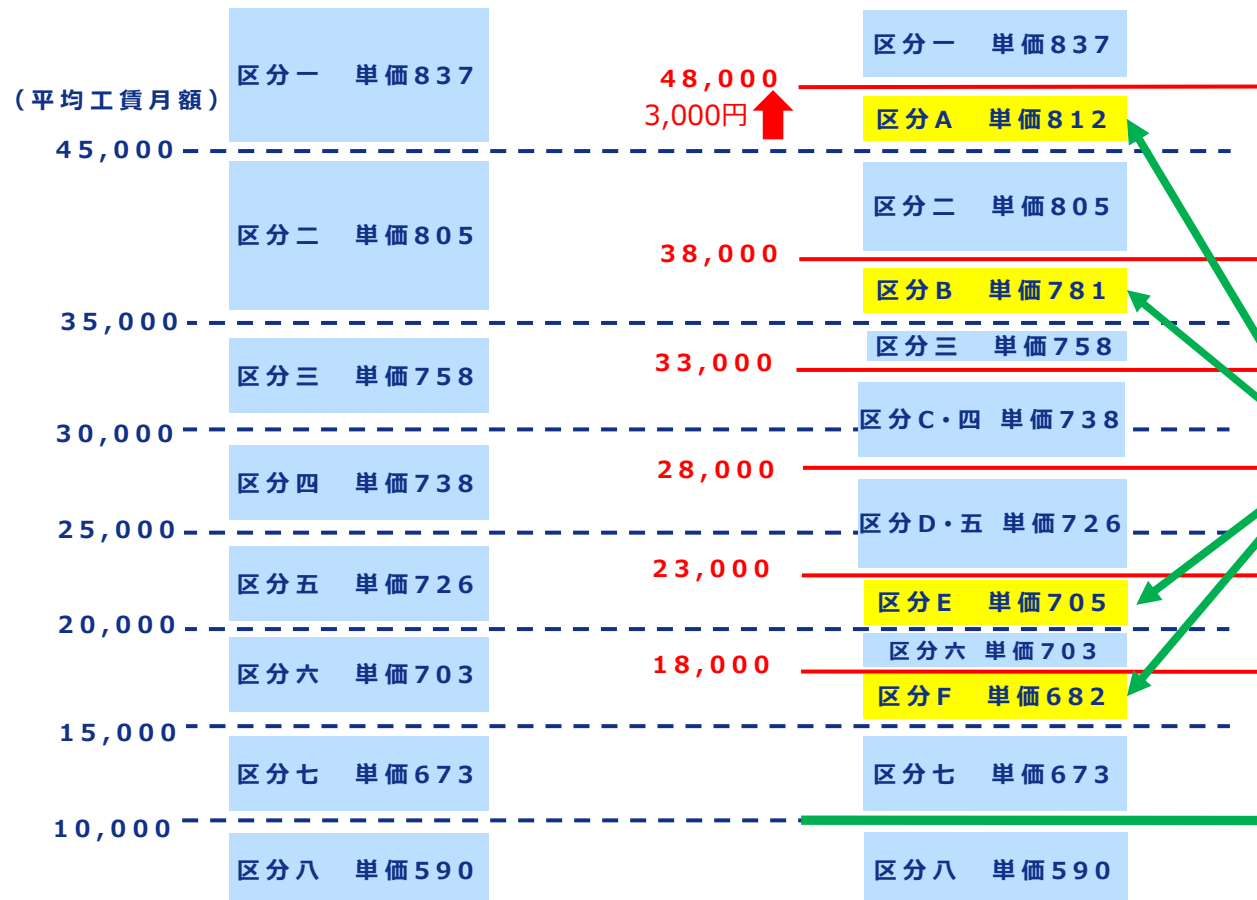 (平均工賃月額)
区分一 単価837
45,000
区分二 単価805
35,000
区分三 単価758
30,000
区分四 単価738
25,000
区分五 単価726
20,000
区分六 単価703
15,000
区分七 単価673
10,000
区分八 単価590
区分一 単価837
48,000
3,000円
区分A 単価812
区分二 単価805
38,000
区分B 単価781
区分三 単価758
33,000
区分C・四 単価738
28,000
区分D・五 単価726
23,000
区分E 単価705
区分六 単価703
18,000
区分F 単価682
区分七 単価673
区分八 単価590